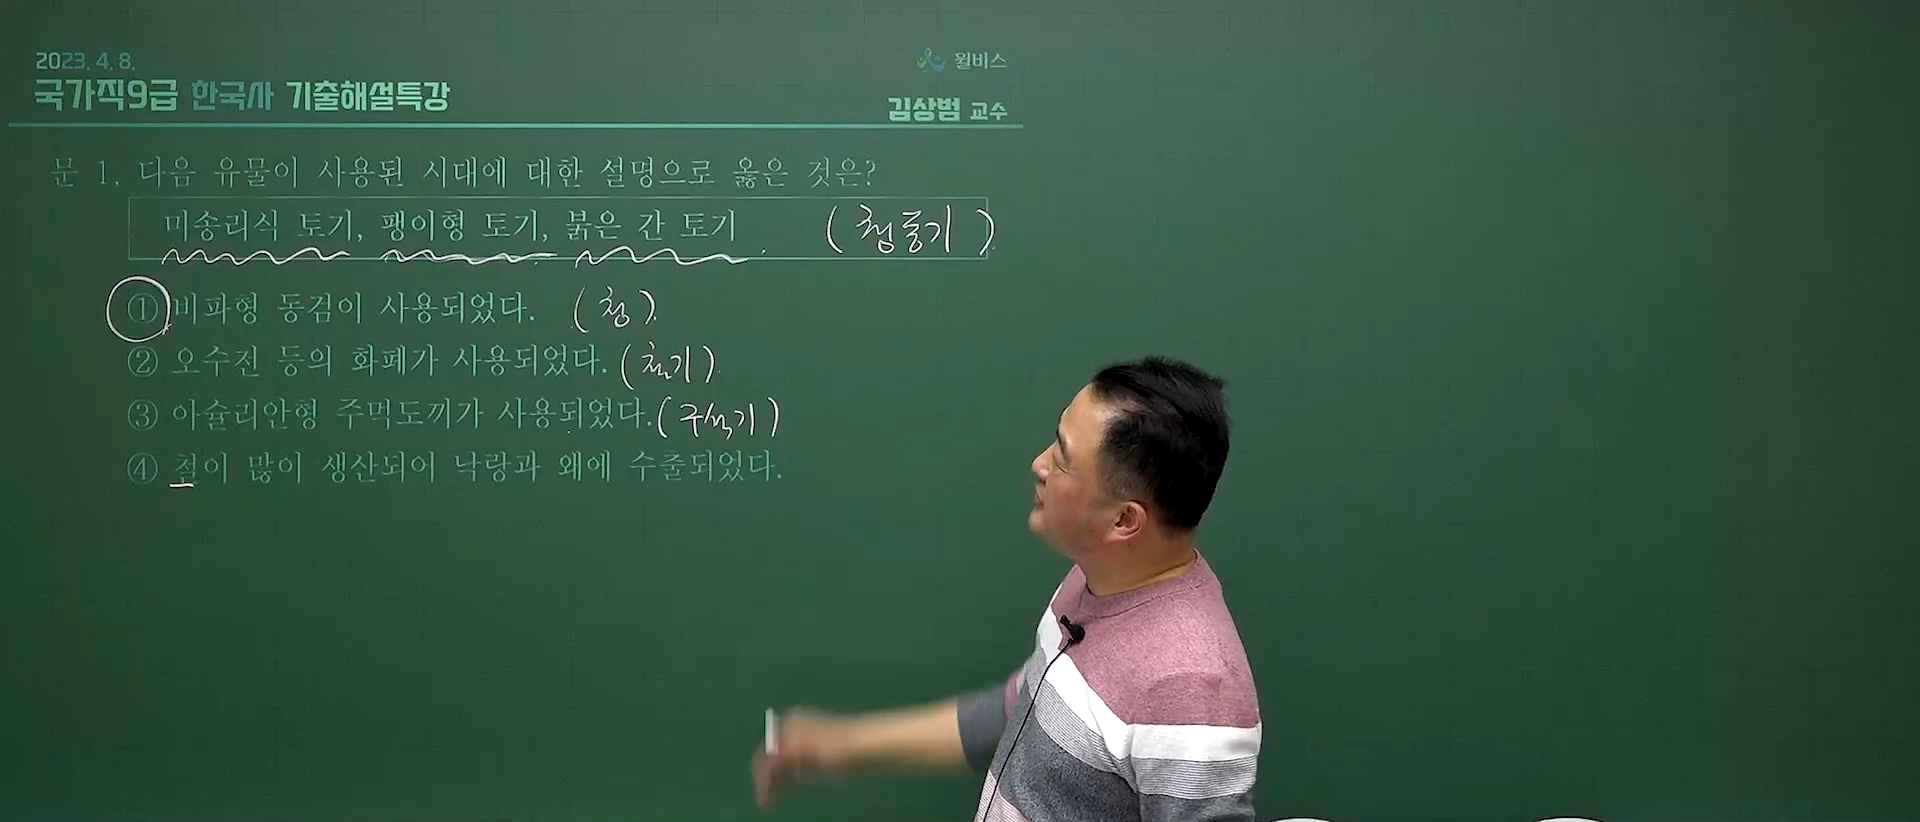 2023. 4. 8.
윌비스
국가직9급 한국사 기출해설특강
김상범 교수
문 1. 다음 유물이 사용된 시대에 대한 설명으로 옳은 것은?
미송리식 토기, 팽이형 토기, 붉은 간 토기 (청동기)
① 비파형 동검이 사용되었다. (청)
② 오수전 등의 화폐가 사용되었다. (철기)
③ 아슐리안형 주먹도끼가 사용되었다. (구석기)
④ 철이 많이 생산되어 낙랑과 왜에 수출되었다.